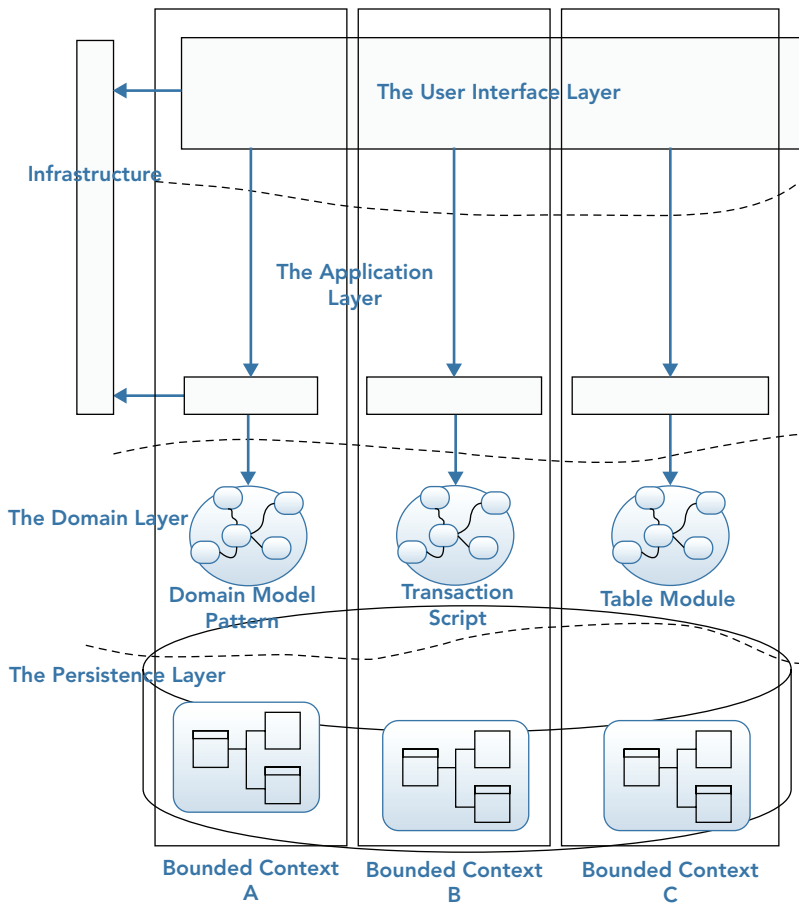 The User Interface Layer
Infrastructure
The Application
Layer
The Domain Layer
Domain Model
Pattern
Transaction
Script
Table Module
The Persistence Layer
Bounded Context
A
Bounded Context
B
Bounded Context
C